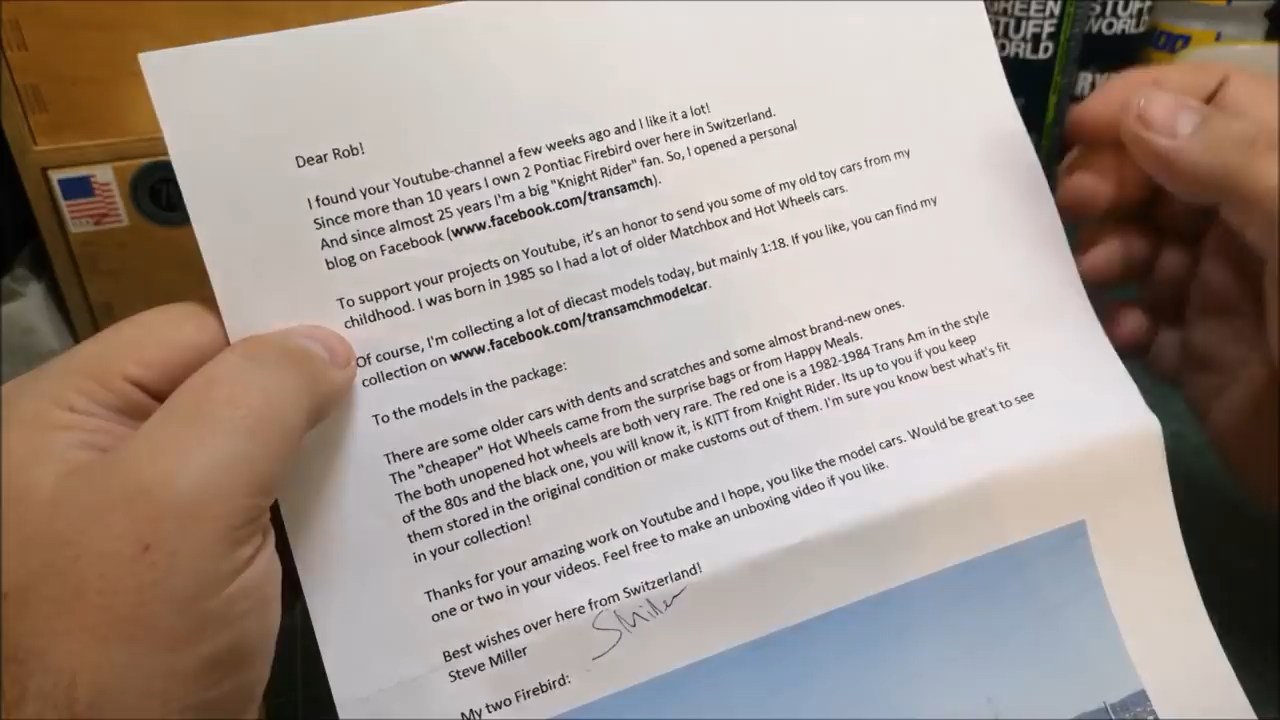 Dear Rob!
I found your Youtube-channel a few weeks ago and I like it a lot!
Since more than 10 years I own 2 Pontiac Firebird over here in Switzerland.
And since almost 25 years I'm a big "Knight Rider" fan. So, I opened a personal
blog on Facebook (www.facebook.com/transamch).
To support your projects on Youtube, it's an honor to send you some of my old toy cars from my
childhood. I was born in 1985 so I had a lot of older Matchbox and Hot Wheels cars.
Of course, I'm collecting a lot of diecast models today, but mainly 1:18. If you like, you can find my
collection on www.facebook.com/transamchmodelcar.
To the models in the package:
There are some older cars with dents and scratches and some almost brand-new ones.
The "cheaper" Hot Wheels came from the surprise bags or from Happy Meals.
The both unopened hot wheels are both very rare. The red one is a 1982-1984 Trans Am in the style
of the 80s and the black one, you will know it, is KITT from Knight Rider. Its up to you if you keep
them stored in the original condition or make customs out of them. I'm sure you know best what's fit
in your collection!
Thanks for your amazing work on Youtube and I hope, you like the model cars. Would be great to see
one or two in your videos. Feel free to make an unboxing video if you like.
Best wishes over here from Switzerland!
Steve Miller
SMiller
My two Firebird:
GREEN
STUFF
WORLD
STUFF
WORLD